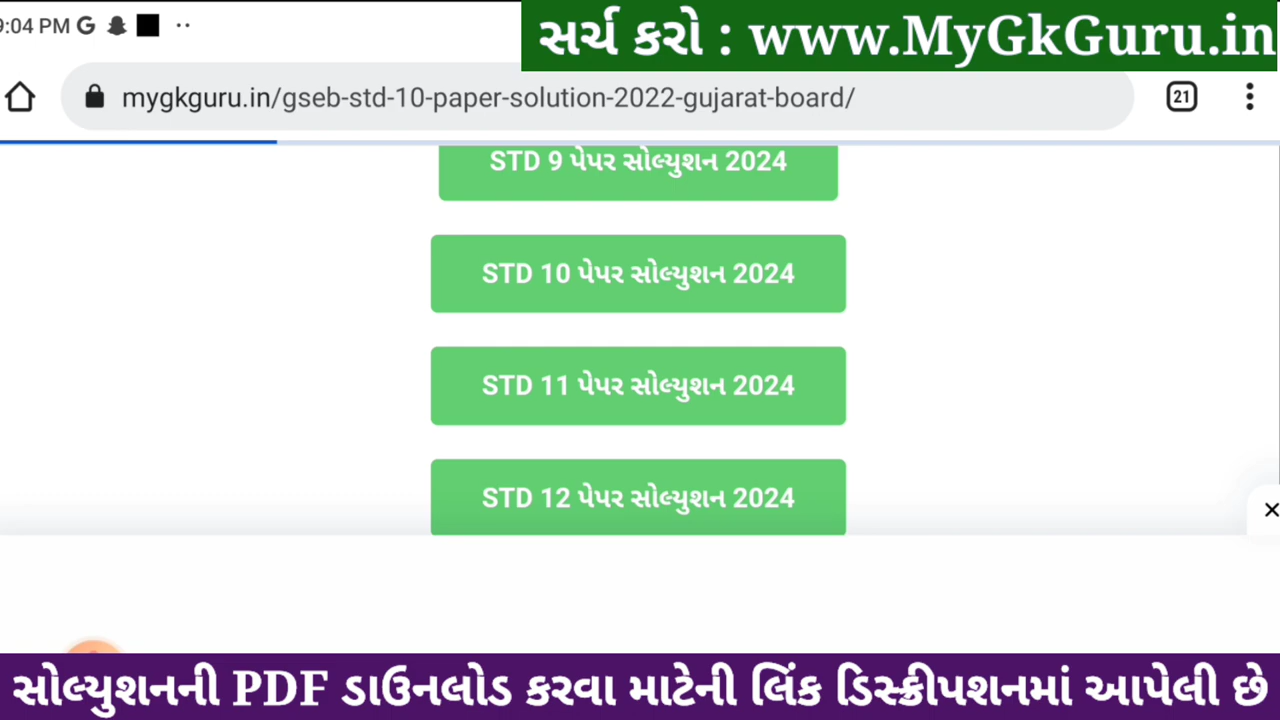 9:04 PM G
સર્ચ કરો : www.MyGkGuru.in
mygkguru.in/gseb-std-10-paper-solution-2022-gujarat-board/
21
STD 9 પેપર સોલ્યુશન 2024
STD 10 પેપર સોલ્યુશન 2024
STD 11 પેપર સોલ્યુશન 2024
STD 12 પેપર સોલ્યુશન 2024
સોલ્યુશનની PDF ડાઉનલોડ કરવા માટેની લિંક ડિસ્ક્રીપશનમાં આપેલી છે